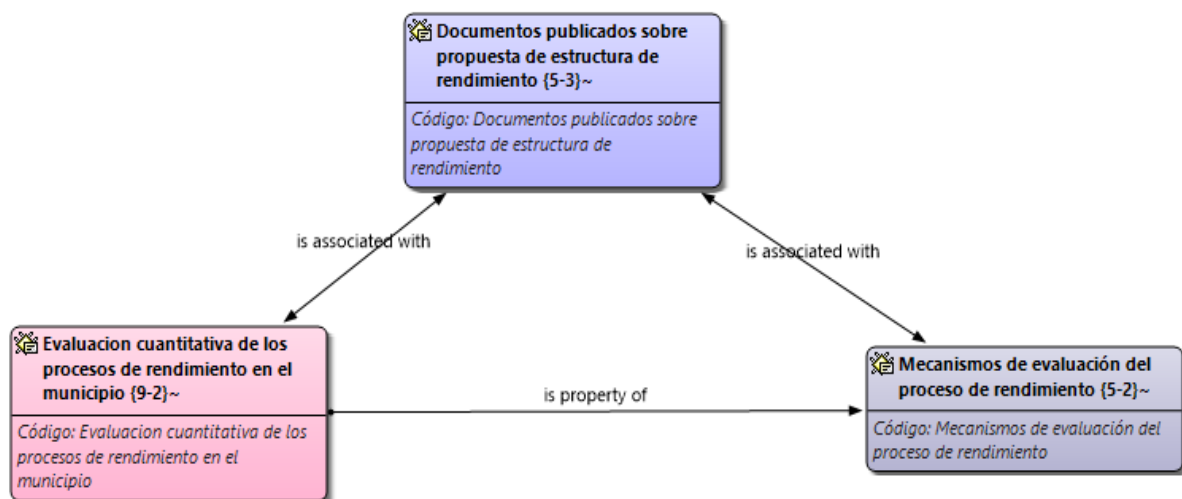 Documentos publicados sobre
propuesta de estructura de
rendimiento {5-3}~
Código: Documentos publicados sobre
propuesta de estructura de
rendimiento
is associated with
is associated with
Evaluacion cuantitativa de los
procesos de rendimiento en el
municipio {9-2}~
Código: Evaluacion cuantitativa de los
procesos de rendimiento en el
municipio
is property of
Mecanismos de evaluación del
proceso de rendimiento {5-2}~
Código: Mecanismos de evaluación del
proceso de rendimiento